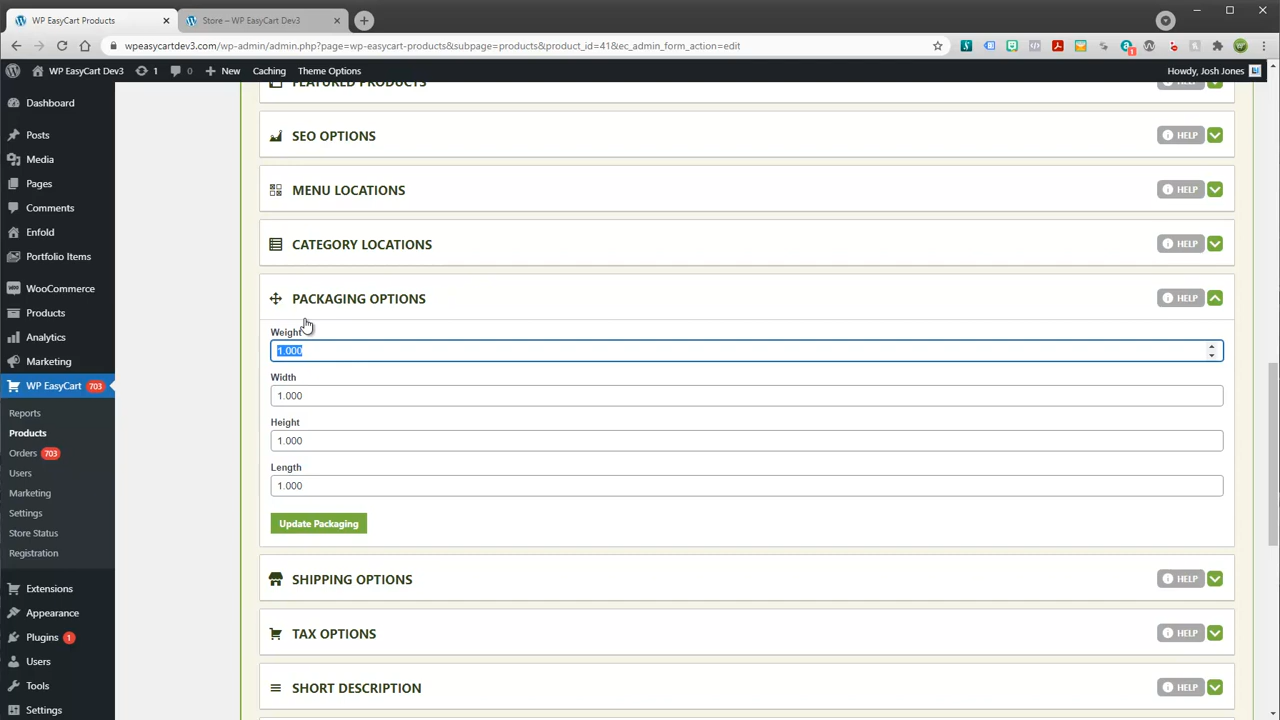 WP EasyCart Products
Store – WP EasyCart Dev3
wpeasycartdev3.com/wp-admin/admin.php?page=wp-easycart-products&subpage=products&product_id=41&ec_admin_form_action=edit
1
WP EasyCart Dev3
1
0
New
Caching
Theme Options
Howdy, Josh Jones
Dashboard
Posts
Media
Pages
Comments
Enfold
Portfolio Items
WooCommerce
Products
Analytics
Marketing
WP EasyCart 703
Reports
Products
Orders 703
Users
Marketing
Settings
Store Status
Registration
Extensions
Appearance
Plugins 1
Users
Tools
Settings
FEATURED PRODUCTS
HELP
SEO OPTIONS
HELP
MENU LOCATIONS
HELP
CATEGORY LOCATIONS
HELP
PACKAGING OPTIONS
HELP
Weight
1.000
Width
1.000
Height
1.000
Length
1.000
Update Packaging
SHIPPING OPTIONS
HELP
TAX OPTIONS
HELP
SHORT DESCRIPTION
HELP